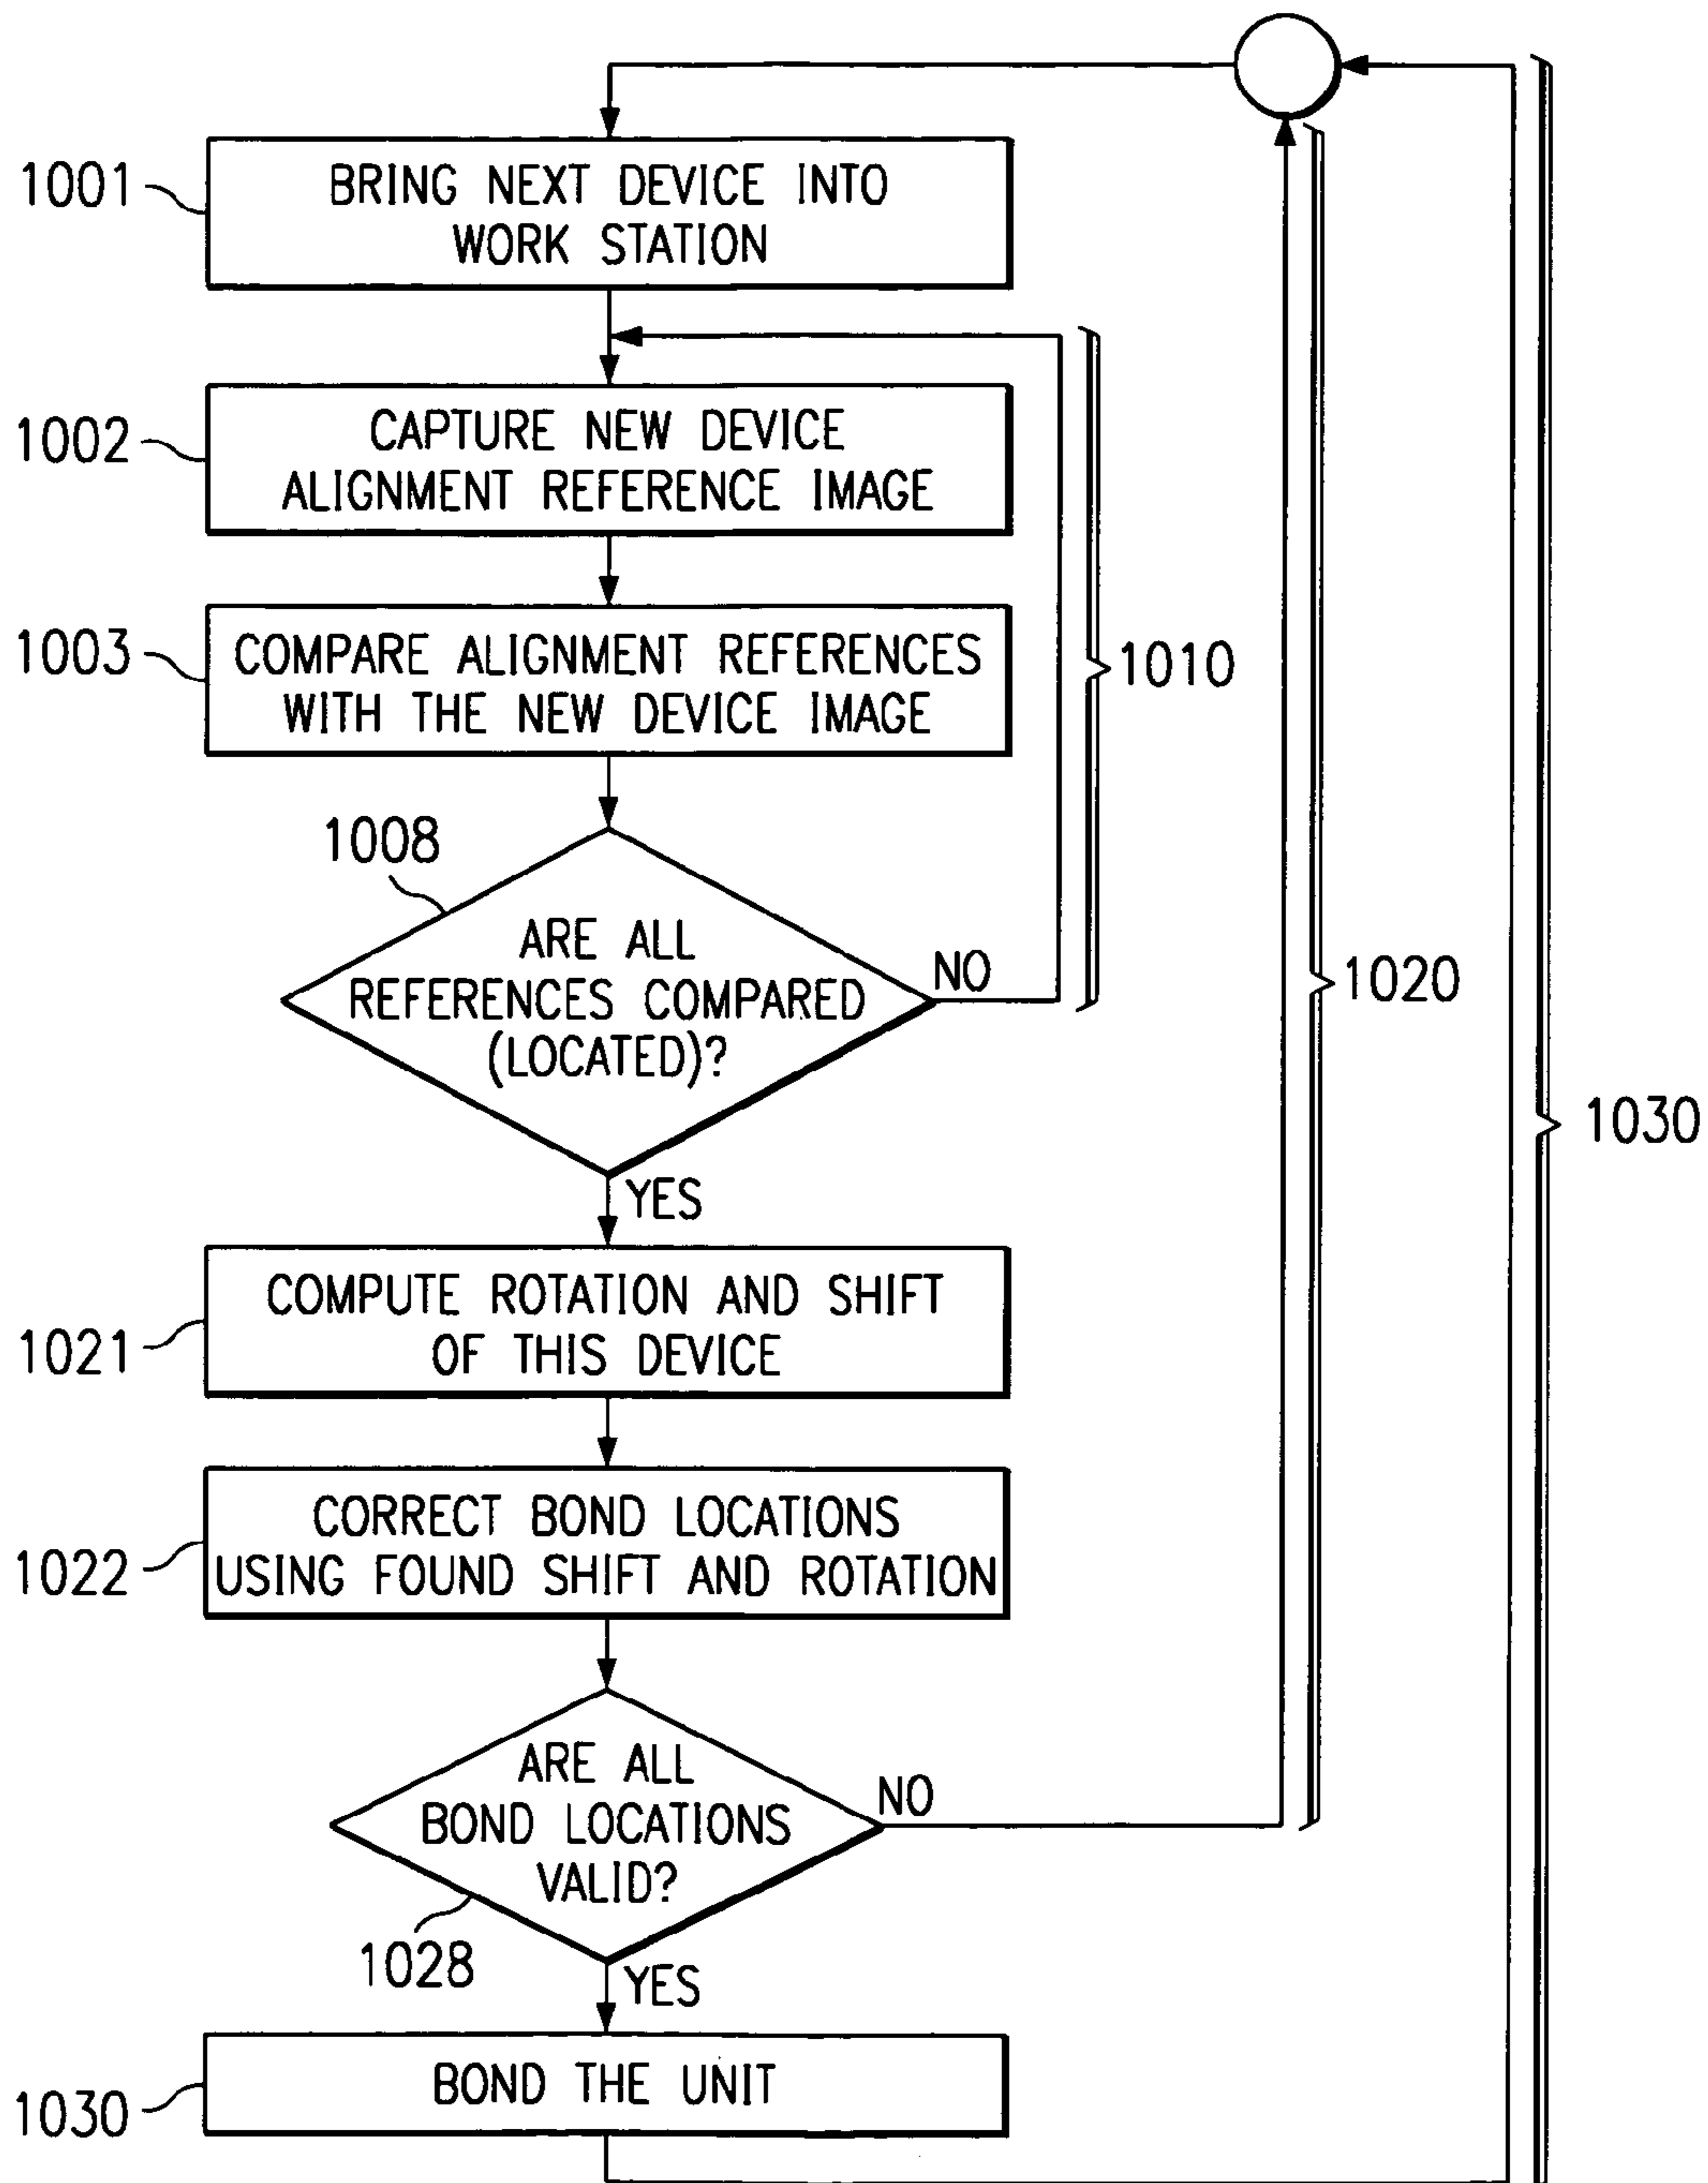 1001
BRING NEXT DEVICE INTO
WORK STATION
1002
CAPTURE NEW DEVICE
ALIGNMENT REFERENCE IMAGE
1003
COMPARE ALIGNMENT REFERENCES
WITH THE NEW DEVICE IMAGE
1010
1008
ARE ALL
REFERENCES COMPARED
(LOCATED)?
NO
1020
1030
YES
1021
COMPUTE ROTATION AND SHIFT
OF THIS DEVICE
1022
CORRECT BOND LOCATIONS
USING FOUND SHIFT AND ROTATION
ARE ALL
BOND LOCATIONS
VALID?
NO
1028
YES
1030
BOND THE UNIT